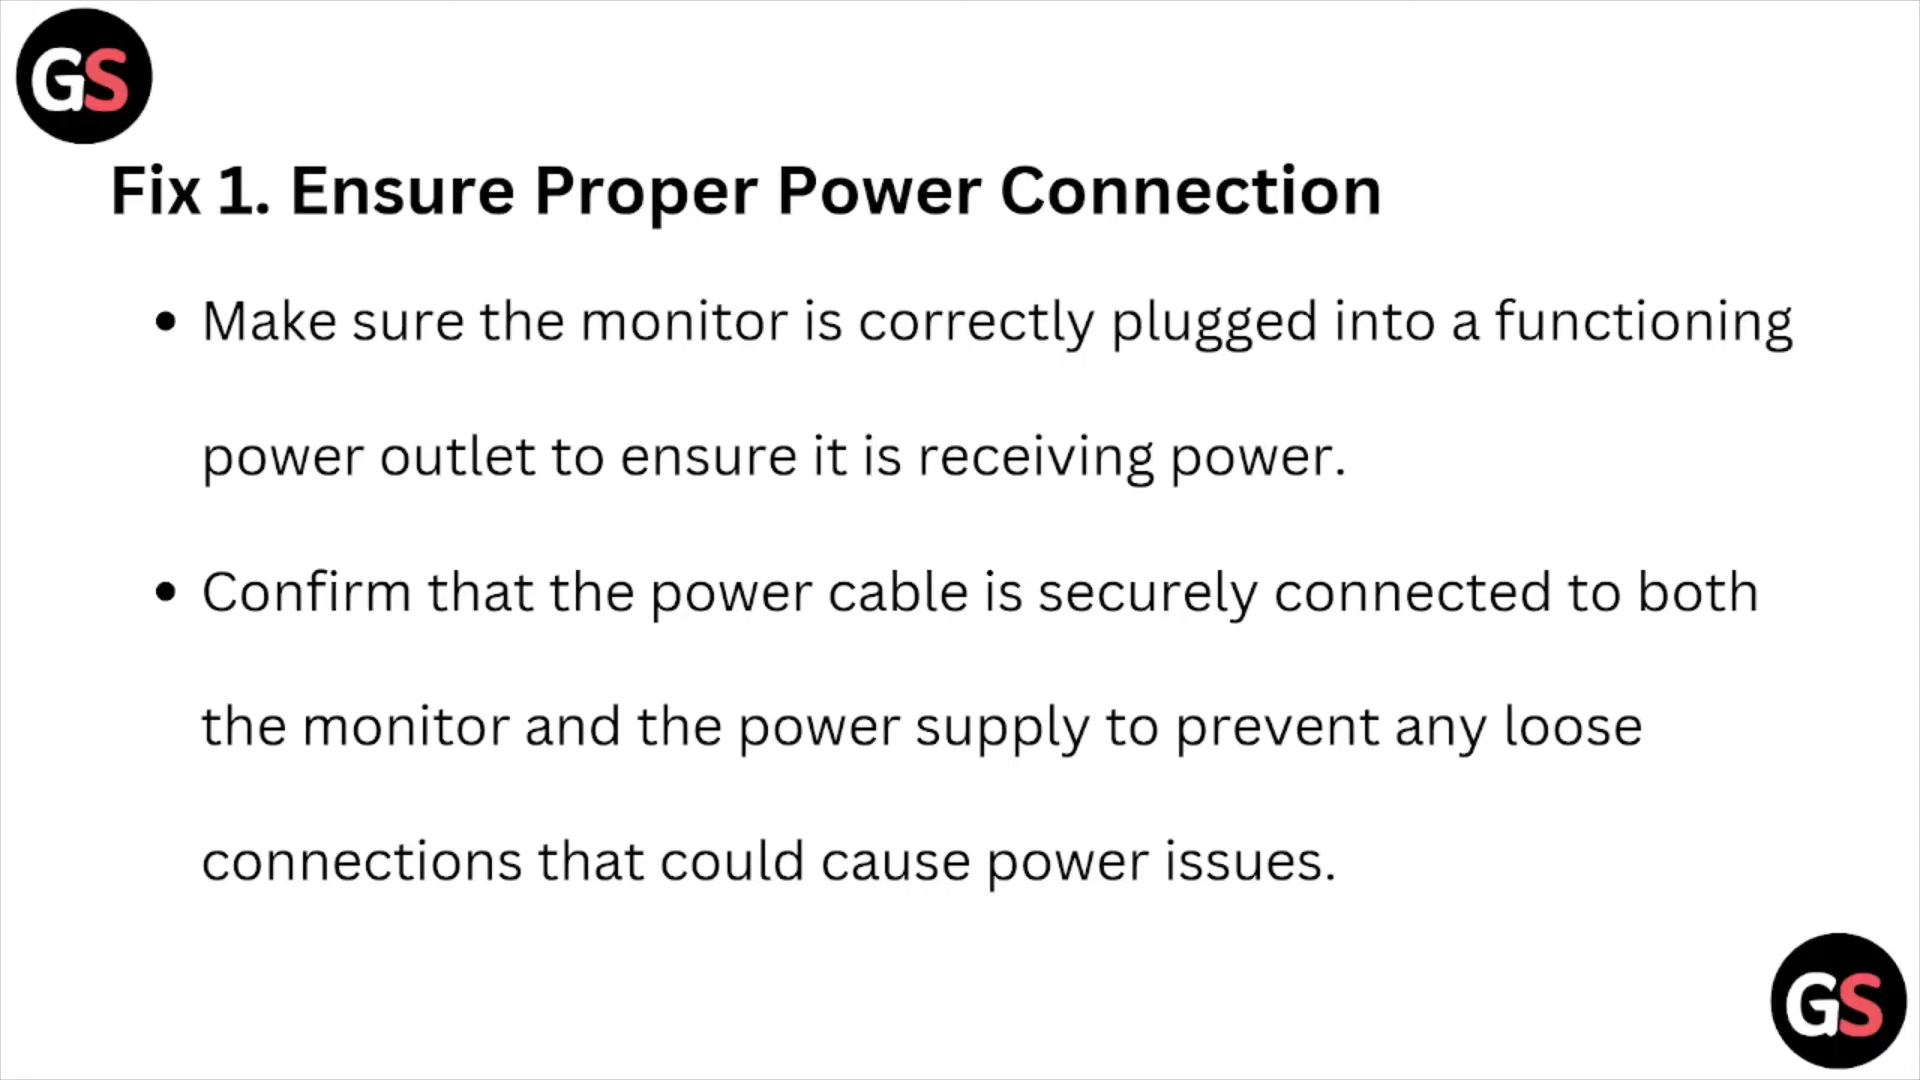 GS
Fix 1. Ensure Proper Power Connection
• Make sure the monitor is correctly plugged into a functioning
power outlet to ensure it is receiving power.
• Confirm that the power cable is securely connected to both
the monitor and the power supply to prevent any loose
connections that could cause power issues.
GS